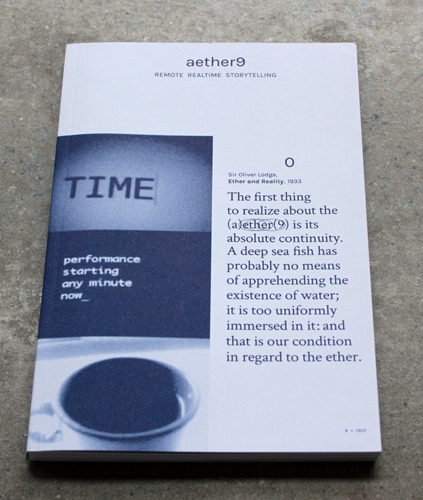 aether9
REMOTE REALTIME STORYTELLING
TIME
performance
starting
any minute
now_
0
Sir Oliver Lodge,
Ether and Reality, 1933
The first thing
to realize about the
(a)ether(9) is its
absolute continuity.
A deep sea fish has
probably no means
of apprehending the
existence of water;
it is too uniformly
immersed in it: and
that is our condition
in regard to the ether.